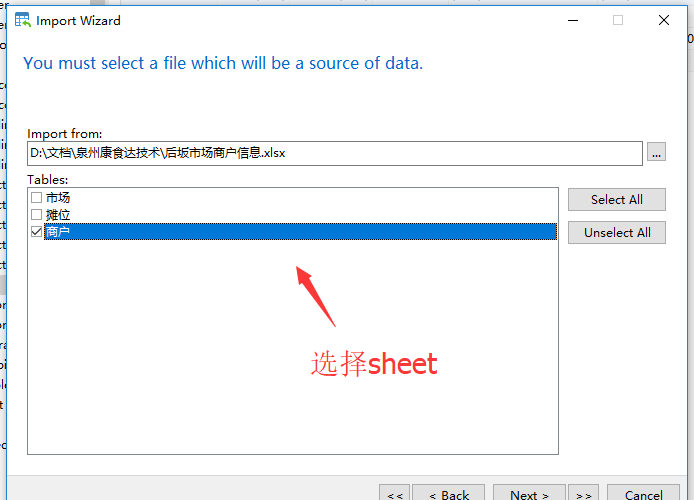 Import Wizard
You must select a file which will be a source of data.
Import from:
D:\文档\泉州康食达技术\后坂市场商户信息.xlsx
...
Tables:
市场
摊位
商户
Select All
Unselect All
选择sheet
<<
< Back
Next >
>>
Cancel